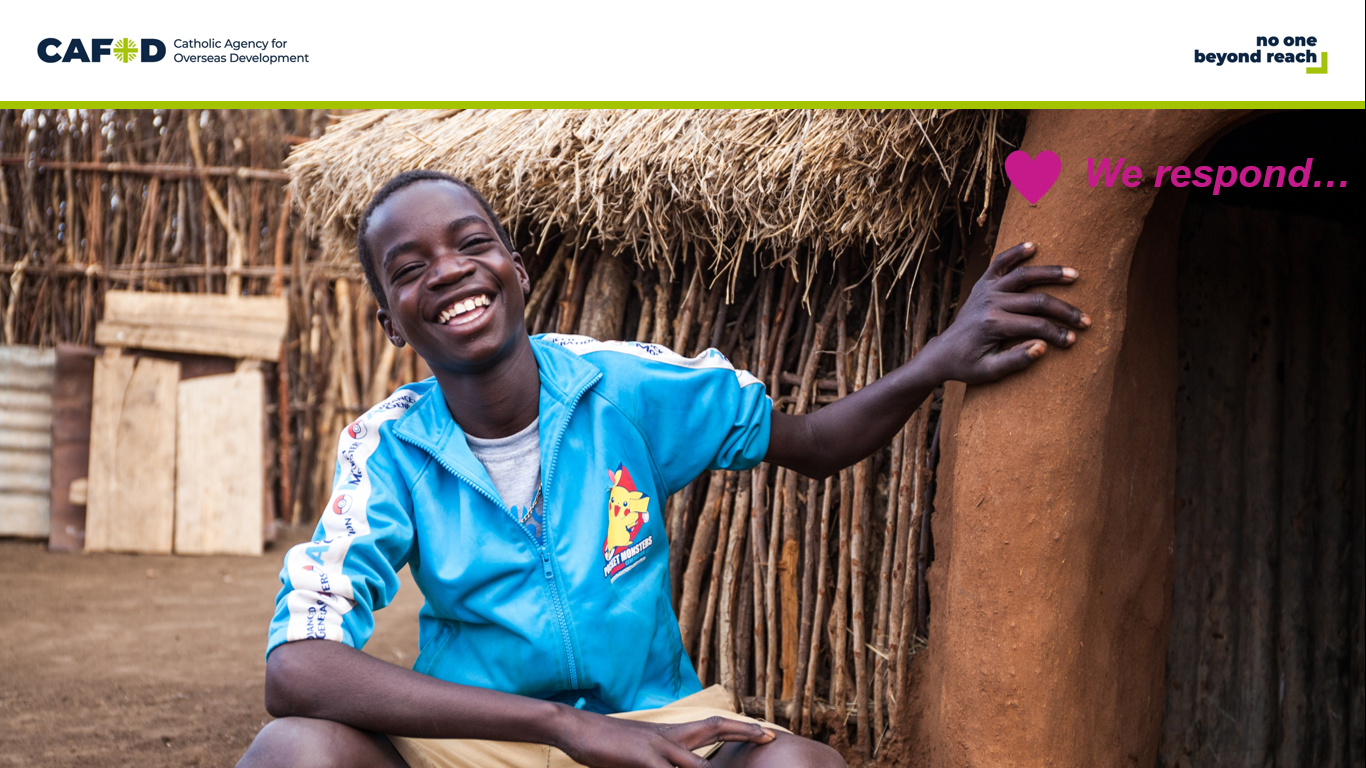 CAFOD
Catholic Agency for
Overseas Development
no one
beyond reach
We respond...
POCKET MONSTERS